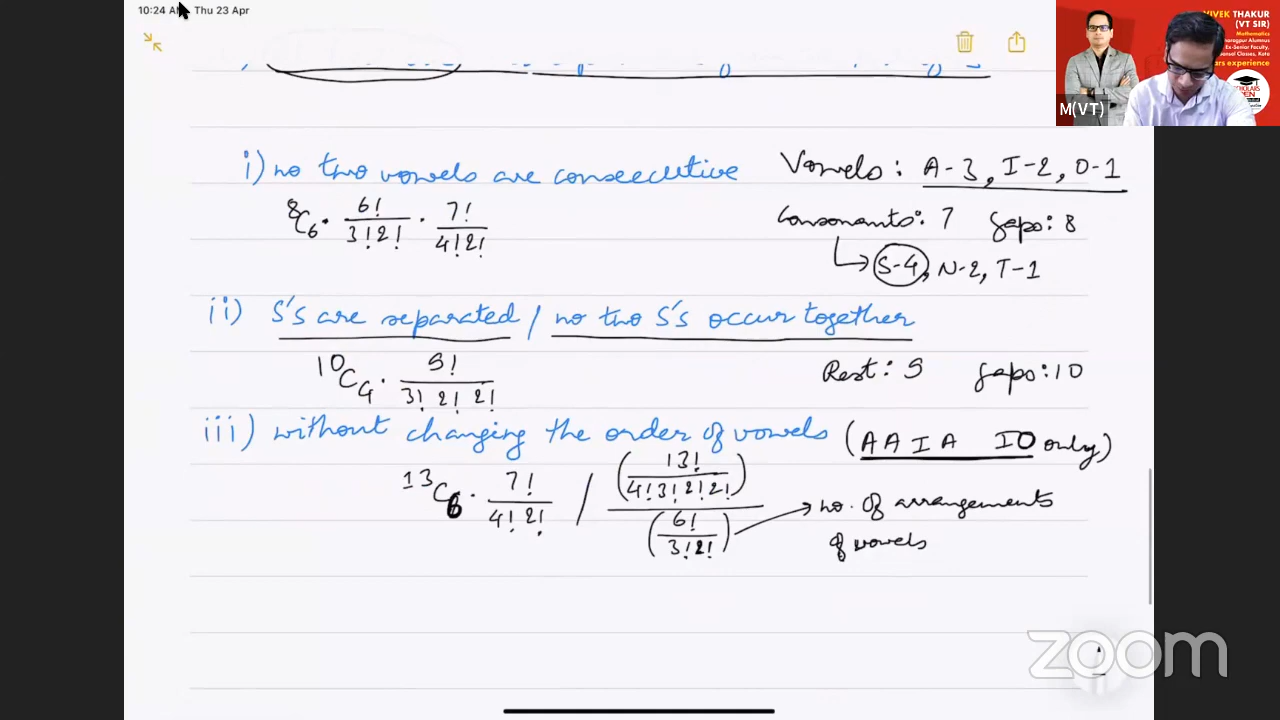 10:24 AM Thu 23 Apr
VIVEK THAKUR
(VT SIR)
Mathematics
M(VT)
i) no two vowels are consecutive
Vowels : A-3, I-2, O-1
⁸C₆ · 6!/3!2! · 7!/4!2!
Consonants: 7 gaps: 8
S-4, N-2, T-1
ii) S's are separated / no two S's occur together
¹⁰C₄ · 9!/3! 2! 2!
Rest: 9 gaps: 10
iii) without changing the order of vowels (AAIA IO only)
¹³C₆ · 7!/4!2! / (13!/4!3!2!2!)/(6!/3!2!) → no. of arrangements
of vowels
zoom